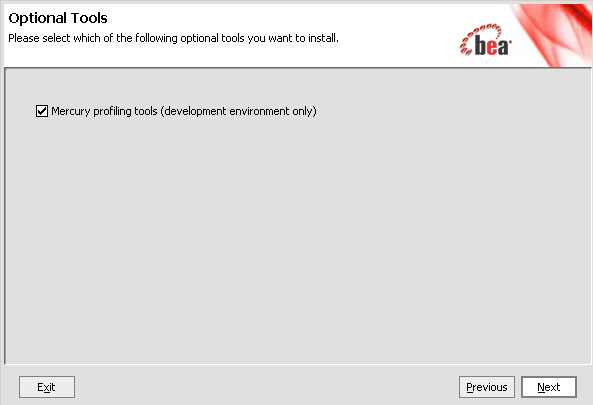 Optional Tools
Please select which of the following optional tools you want to install.
bea
Mercury profiling tools (development environment only)
Exit
Previous
Next